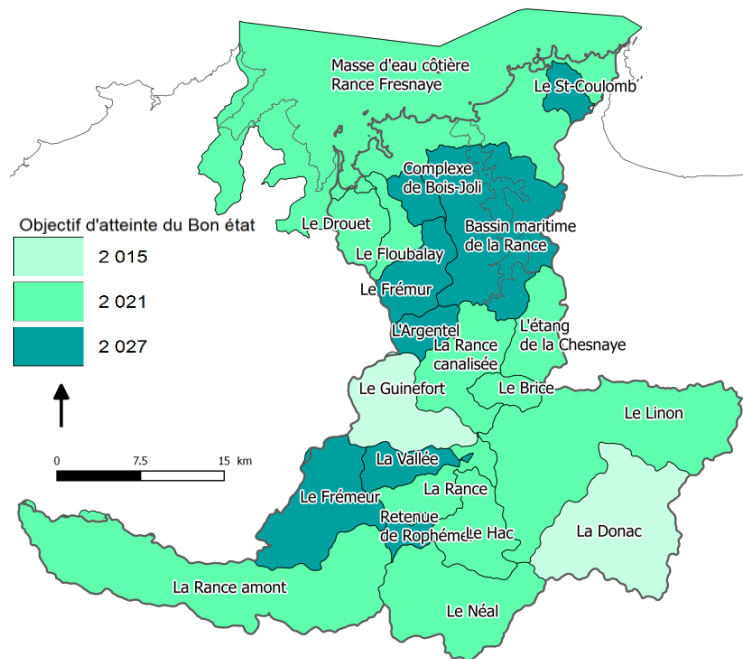 Masse d'eau côtière
Rance Fresnaye
Le St-Coulomb
Complexe
de Bois-Joli
Le Drouet
Bassin maritime
de la Rance
Objectif d'atteinte du Bon état
2 015
2 021
2 027
Le Floubalay
Le Frémur
L'Argentel
L'étang
de la Chesnaye
La Rance
canalisée
Le Guinefort
Le Brice
Le Linon
0 7.5 15 km
La Vallée
Le Frémeur
La Rance
Retenue
de Rophémel
Le Hac
La Donac
La Rance amont
Le Néal